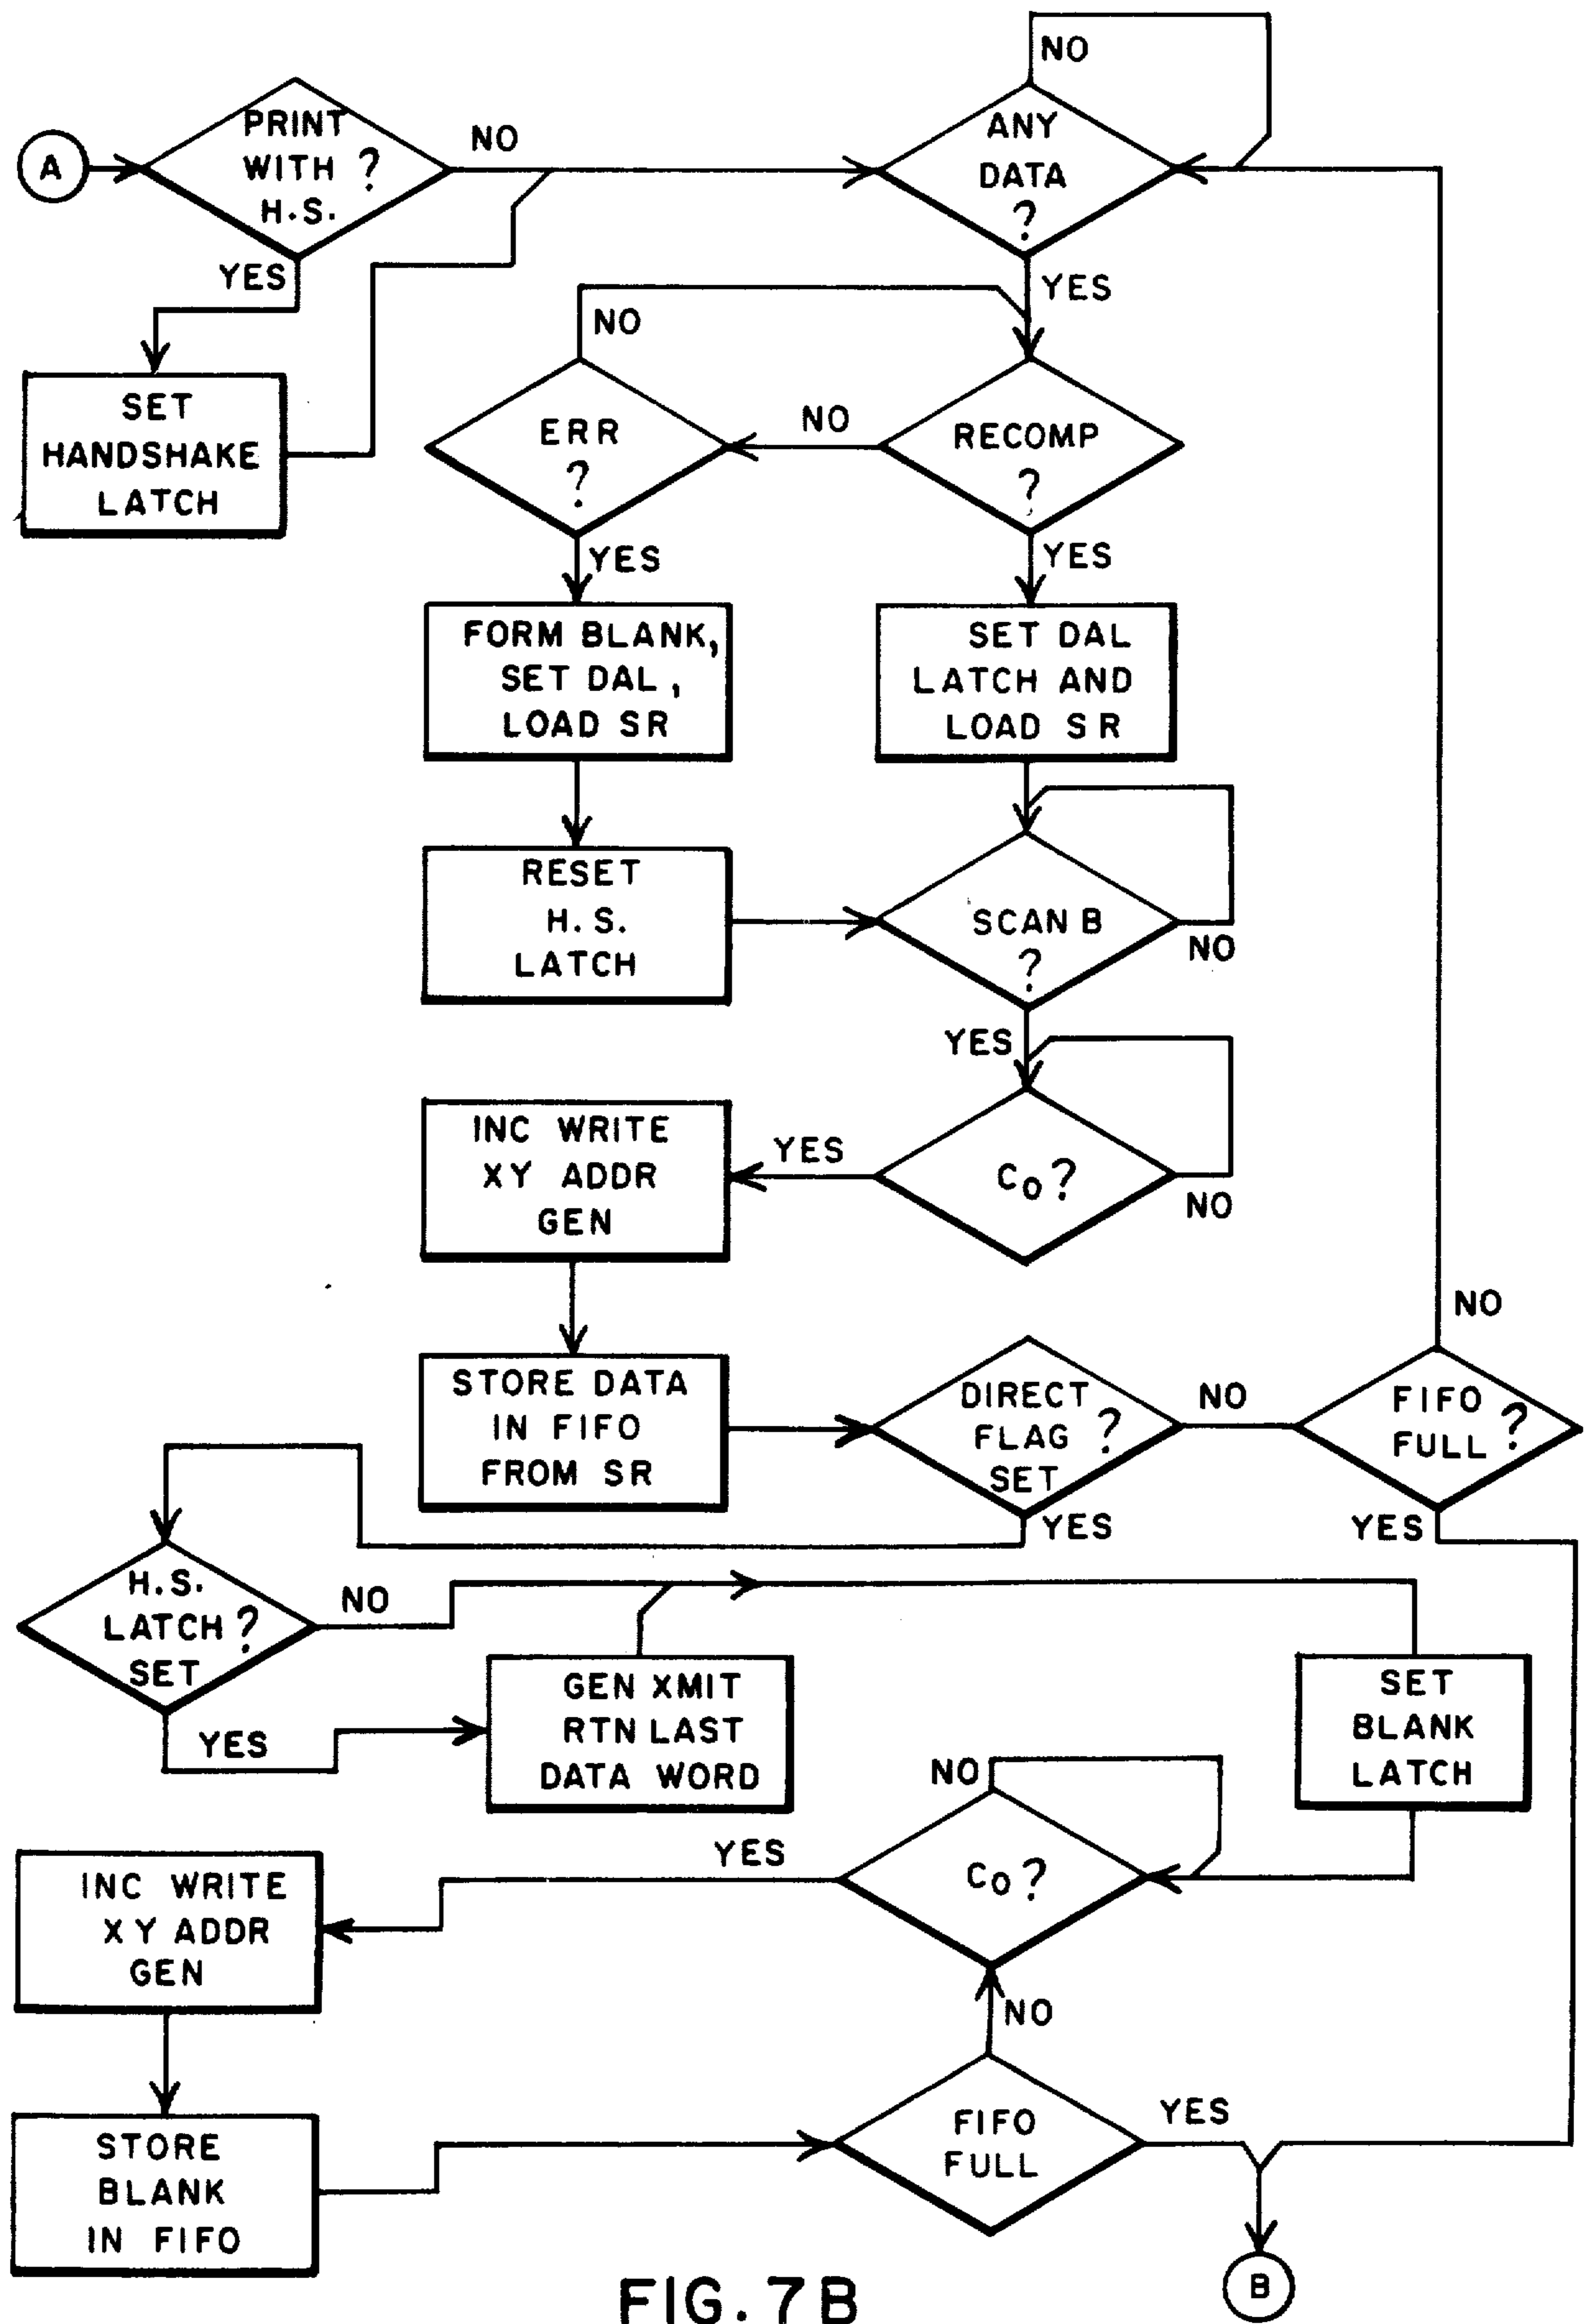 NO
A
PRINT
WITH ?
H.S.
NO
ANY
DATA
?
YES
YES
SET
HANDSHAKE
LATCH
NO
ERR
?
NO
RECOMP
?
YES
YES
FORM BLANK,
SET DAL,
LOAD SR
SET DAL
LATCH AND
LOAD SR
RESET
H.S.
LATCH
SCAN B
?
NO
YES
INC WRITE
XY ADDR
GEN
YES
C0?
NO
NO
STORE DATA
IN FIFO
FROM SR
DIRECT
FLAG ?
SET
NO
FIFO
FULL ?
YES
YES
H.S.
LATCH ?
SET
NO
YES
GEN XMIT
RTN LAST
DATA WORD
SET
BLANK
LATCH
NO
YES
C0?
INC WRITE
XY ADDR
GEN
NO
STORE
BLANK
IN FIFO
FIFO
FULL
YES
B
FIG. 7B